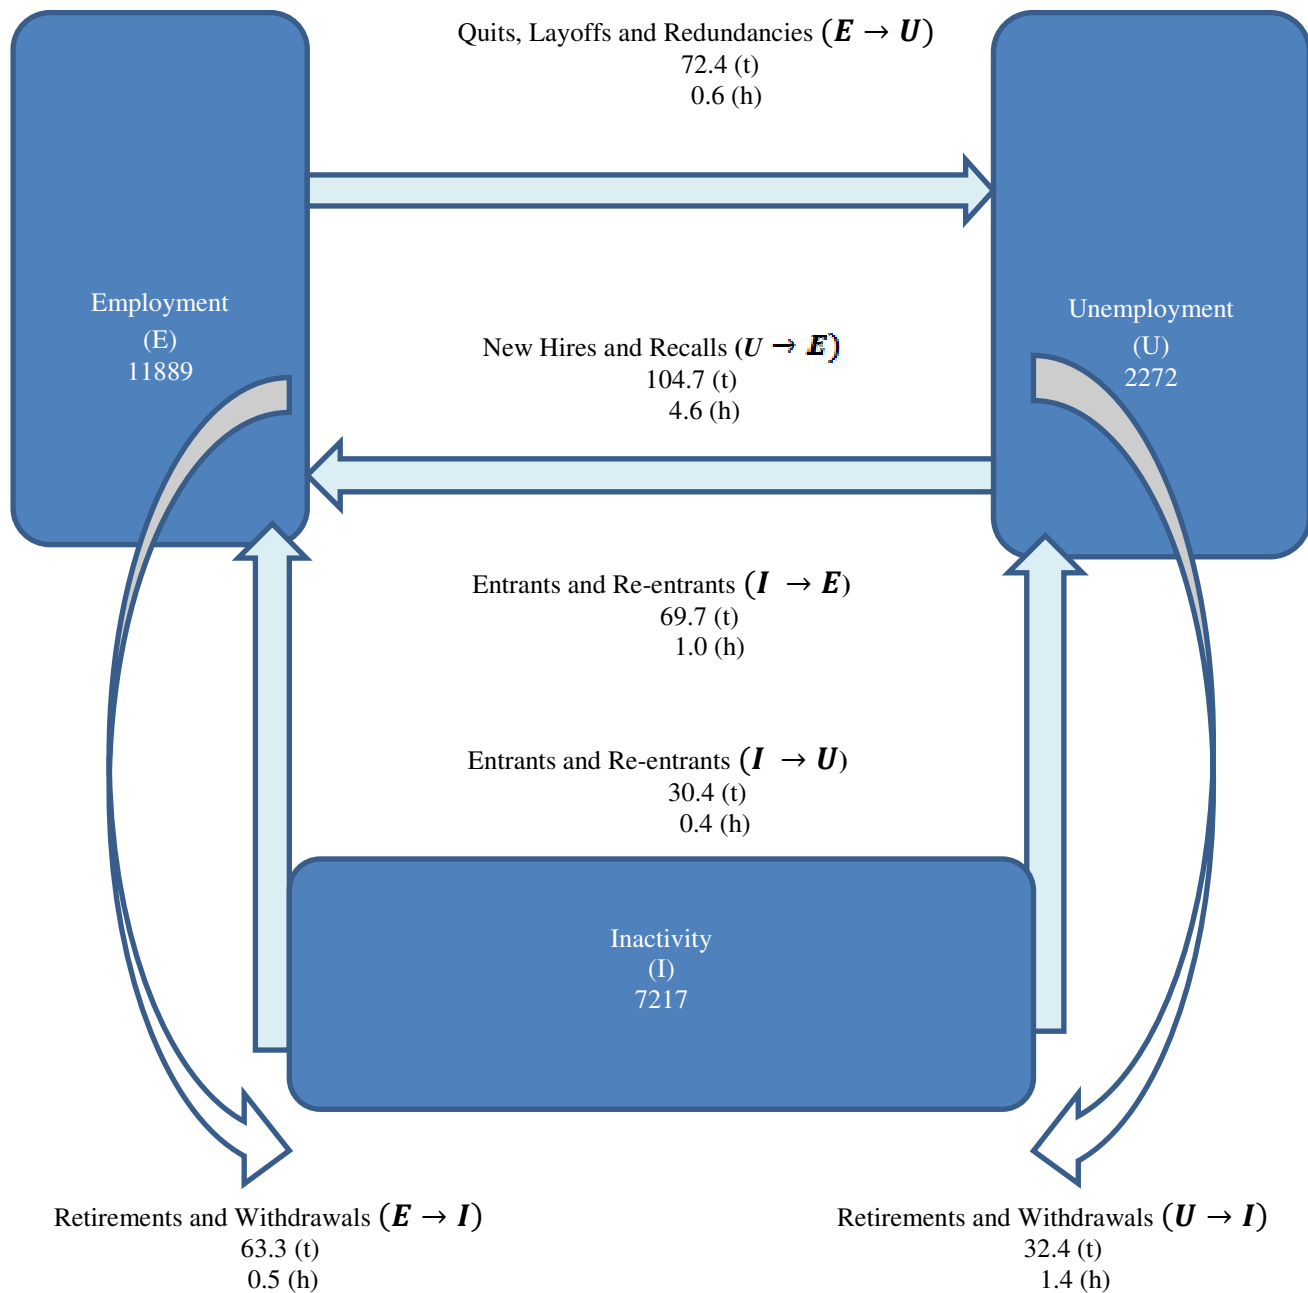 Quits, Layoffs and Redundancies (E → U)
72.4 (t)
0.6 (h)
Employment
(E)
11889
Unemployment
(U)
2272
New Hires and Recalls (U → E)
104.7 (t)
4.6 (h)
Entrants and Re-entrants (I → E)
69.7 (t)
1.0 (h)
Entrants and Re-entrants (I → U)
30.4 (t)
0.4 (h)
Inactivity
(I)
7217
Retirements and Withdrawals (E → I)
63.3 (t)
0.5 (h)
Retirements and Withdrawals (U → I)
32.4 (t)
1.4 (h)